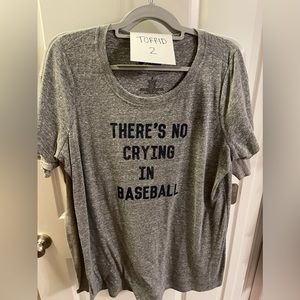 TORRID
2
THERE'S NO
CRYING
IN
BASEBALL